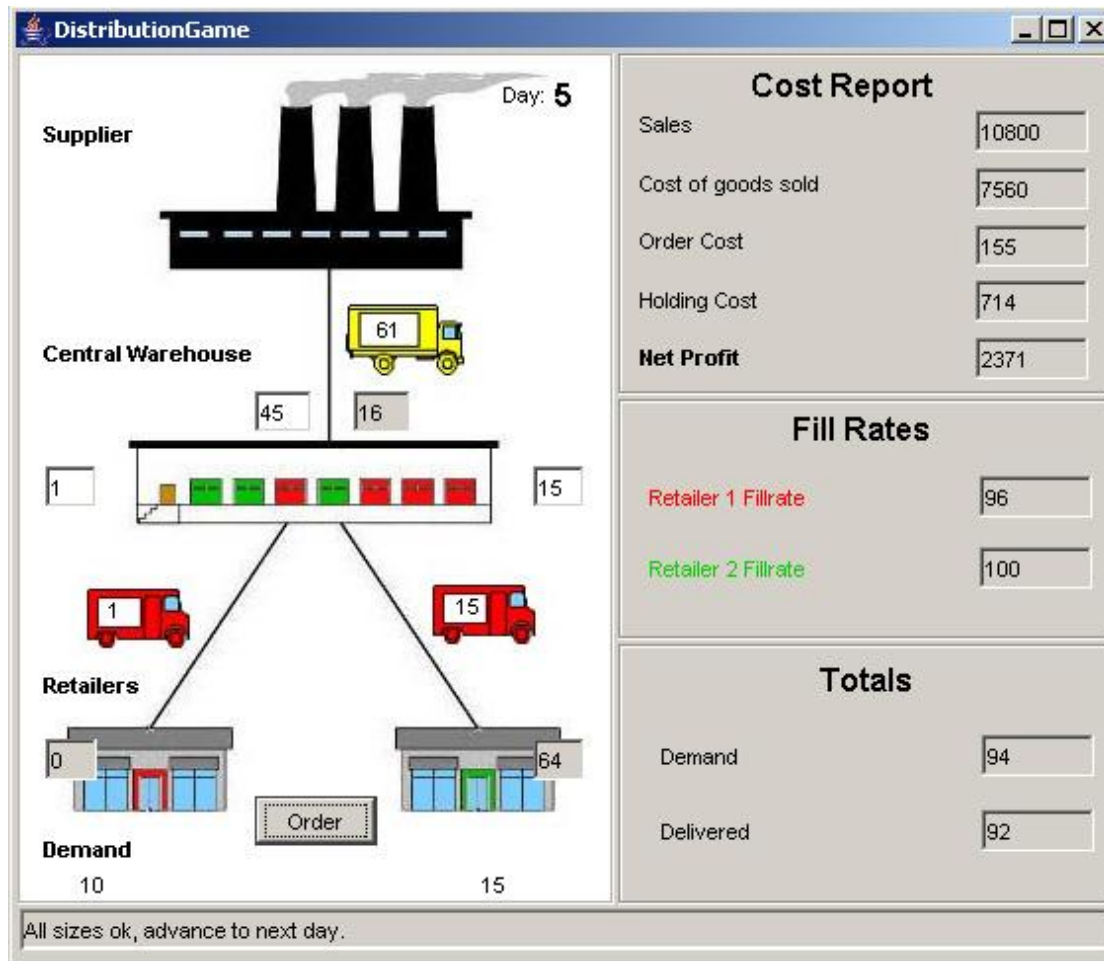 DistributionGame
Day: 5
Supplier
61
Central Warehouse
45 16
1 15
1 15
Retailers
0 64
Order
Demand
10 15
Cost Report
Sales 10800
Cost of goods sold 7560
Order Cost 155
Holding Cost 714
Net Profit 2371
Fill Rates
Retailer 1 Fillrate 96
Retailer 2 Fillrate 100
Totals
Demand 94
Delivered 92
All sizes ok, advance to next day.